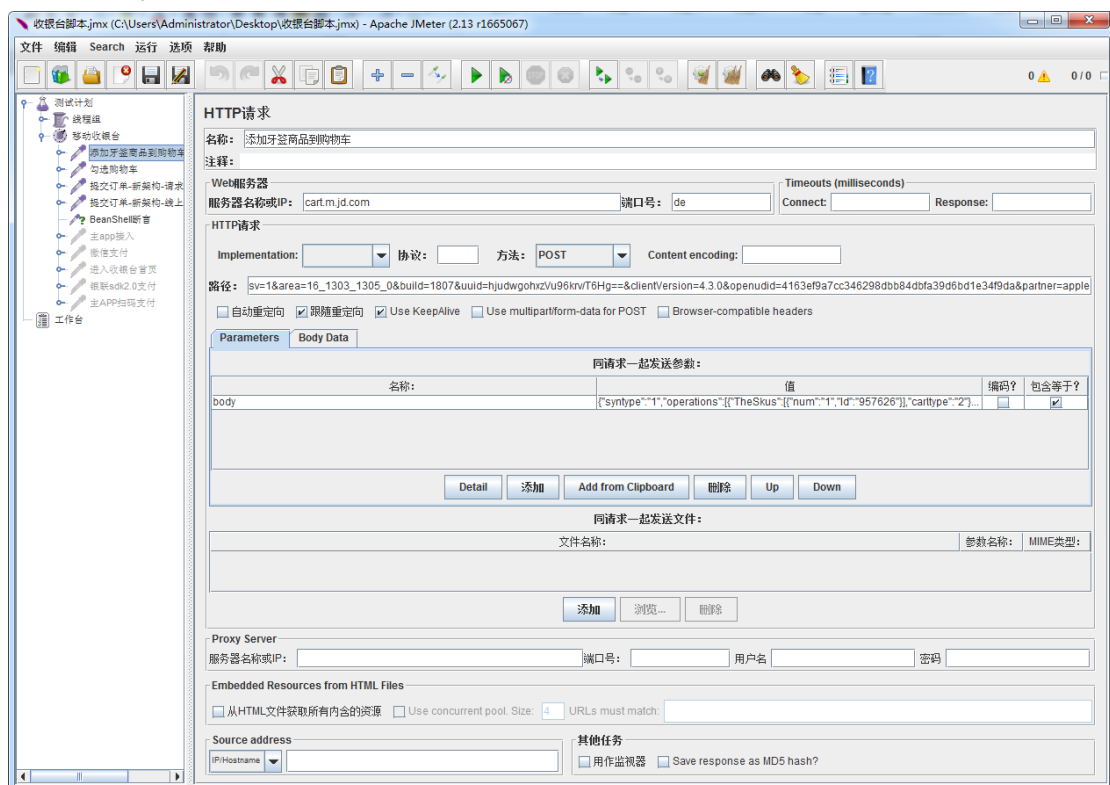 收银台脚本.jmx (C:\Users\Administrator\Desktop\收银台脚本.jmx) - Apache JMeter (2.13 r1665067)
文件 编辑 Search 运行 选项 帮助
0 0/0
测试计划
线程组
移动收银台
添加牙签商品到购物车
勾选购物车
提交订单-新架构-请求
提交订单-新架构-线上
BeanShell断言
主app接入
微信支付
进入收银台首页
银联sdk2.0支付
主APP扫码支付
工作台
HTTP请求
名称: 添加牙签商品到购物车
注释:
Web服务器
服务器名称或IP: cart.m.jd.com 端口号: de
Timeouts (milliseconds)
Connect: Response:
HTTP请求
Implementation: 协议: 方法: POST Content encoding:
路径: sv=1&area=16_1303_1305_0&build=1807&uuid=hjudwgohxzVu96krv/T6Hg==&clientVersion=4.3.0&openudid=4163ef9a7cc346298dbb84dbfa39d6bd1e34f9da&partner=apple
自动重定向 跟随重定向 Use KeepAlive Use multipart/form-data for POST Browser-compatible headers
Parameters Body Data
同请求一起发送参数:
名称: 值 编码? 包含等于?
body {"syntype":"1","operations":[{"TheSkus":[{"num":"1","Id":"957626"}],"carttype":"2"}...
Detail 添加 Add from Clipboard 删除 Up Down
同请求一起发送文件:
文件名称: 参数名称: MIME类型:
添加 浏览... 删除
Proxy Server
服务器名称或IP: 端口号: 用户名 密码
Embedded Resources from HTML Files
从HTML文件获取所有内含的资源 Use concurrent pool. Size: 4 URLs must match:
Source address
IP/Hostname
其他任务
用作监视器 Save response as MD5 hash?